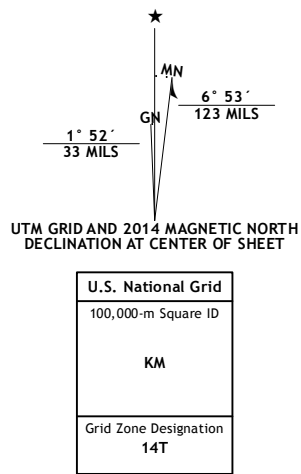 ★
MN
GN
6° 53´
123 MILS
1° 52´
33 MILS
UTM GRID AND 2014 MAGNETIC NORTH
DECLINATION AT CENTER OF SHEET
U.S. National Grid
100,000-m Square ID
KM
Grid Zone Designation
14T